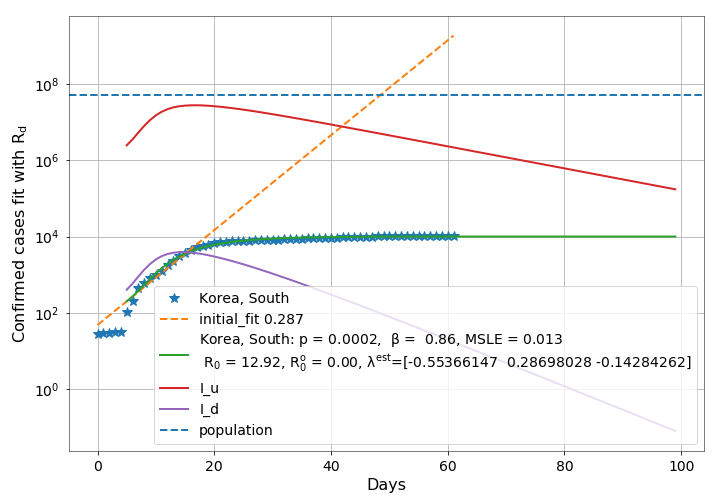 Confirmed cases fit with R_d
10^8
10^6
10^4
10^2
10^0
Korea, South
initial_fit 0.287
Korea, South: p = 0.0002, β = 0.86, MSLE = 0.013
R_0 = 12.92, R_0^o = 0.00, λ^est=[-0.55366147 0.28698028 -0.14284262]
I_u
I_d
population
0 20 40 60 80 100
Days